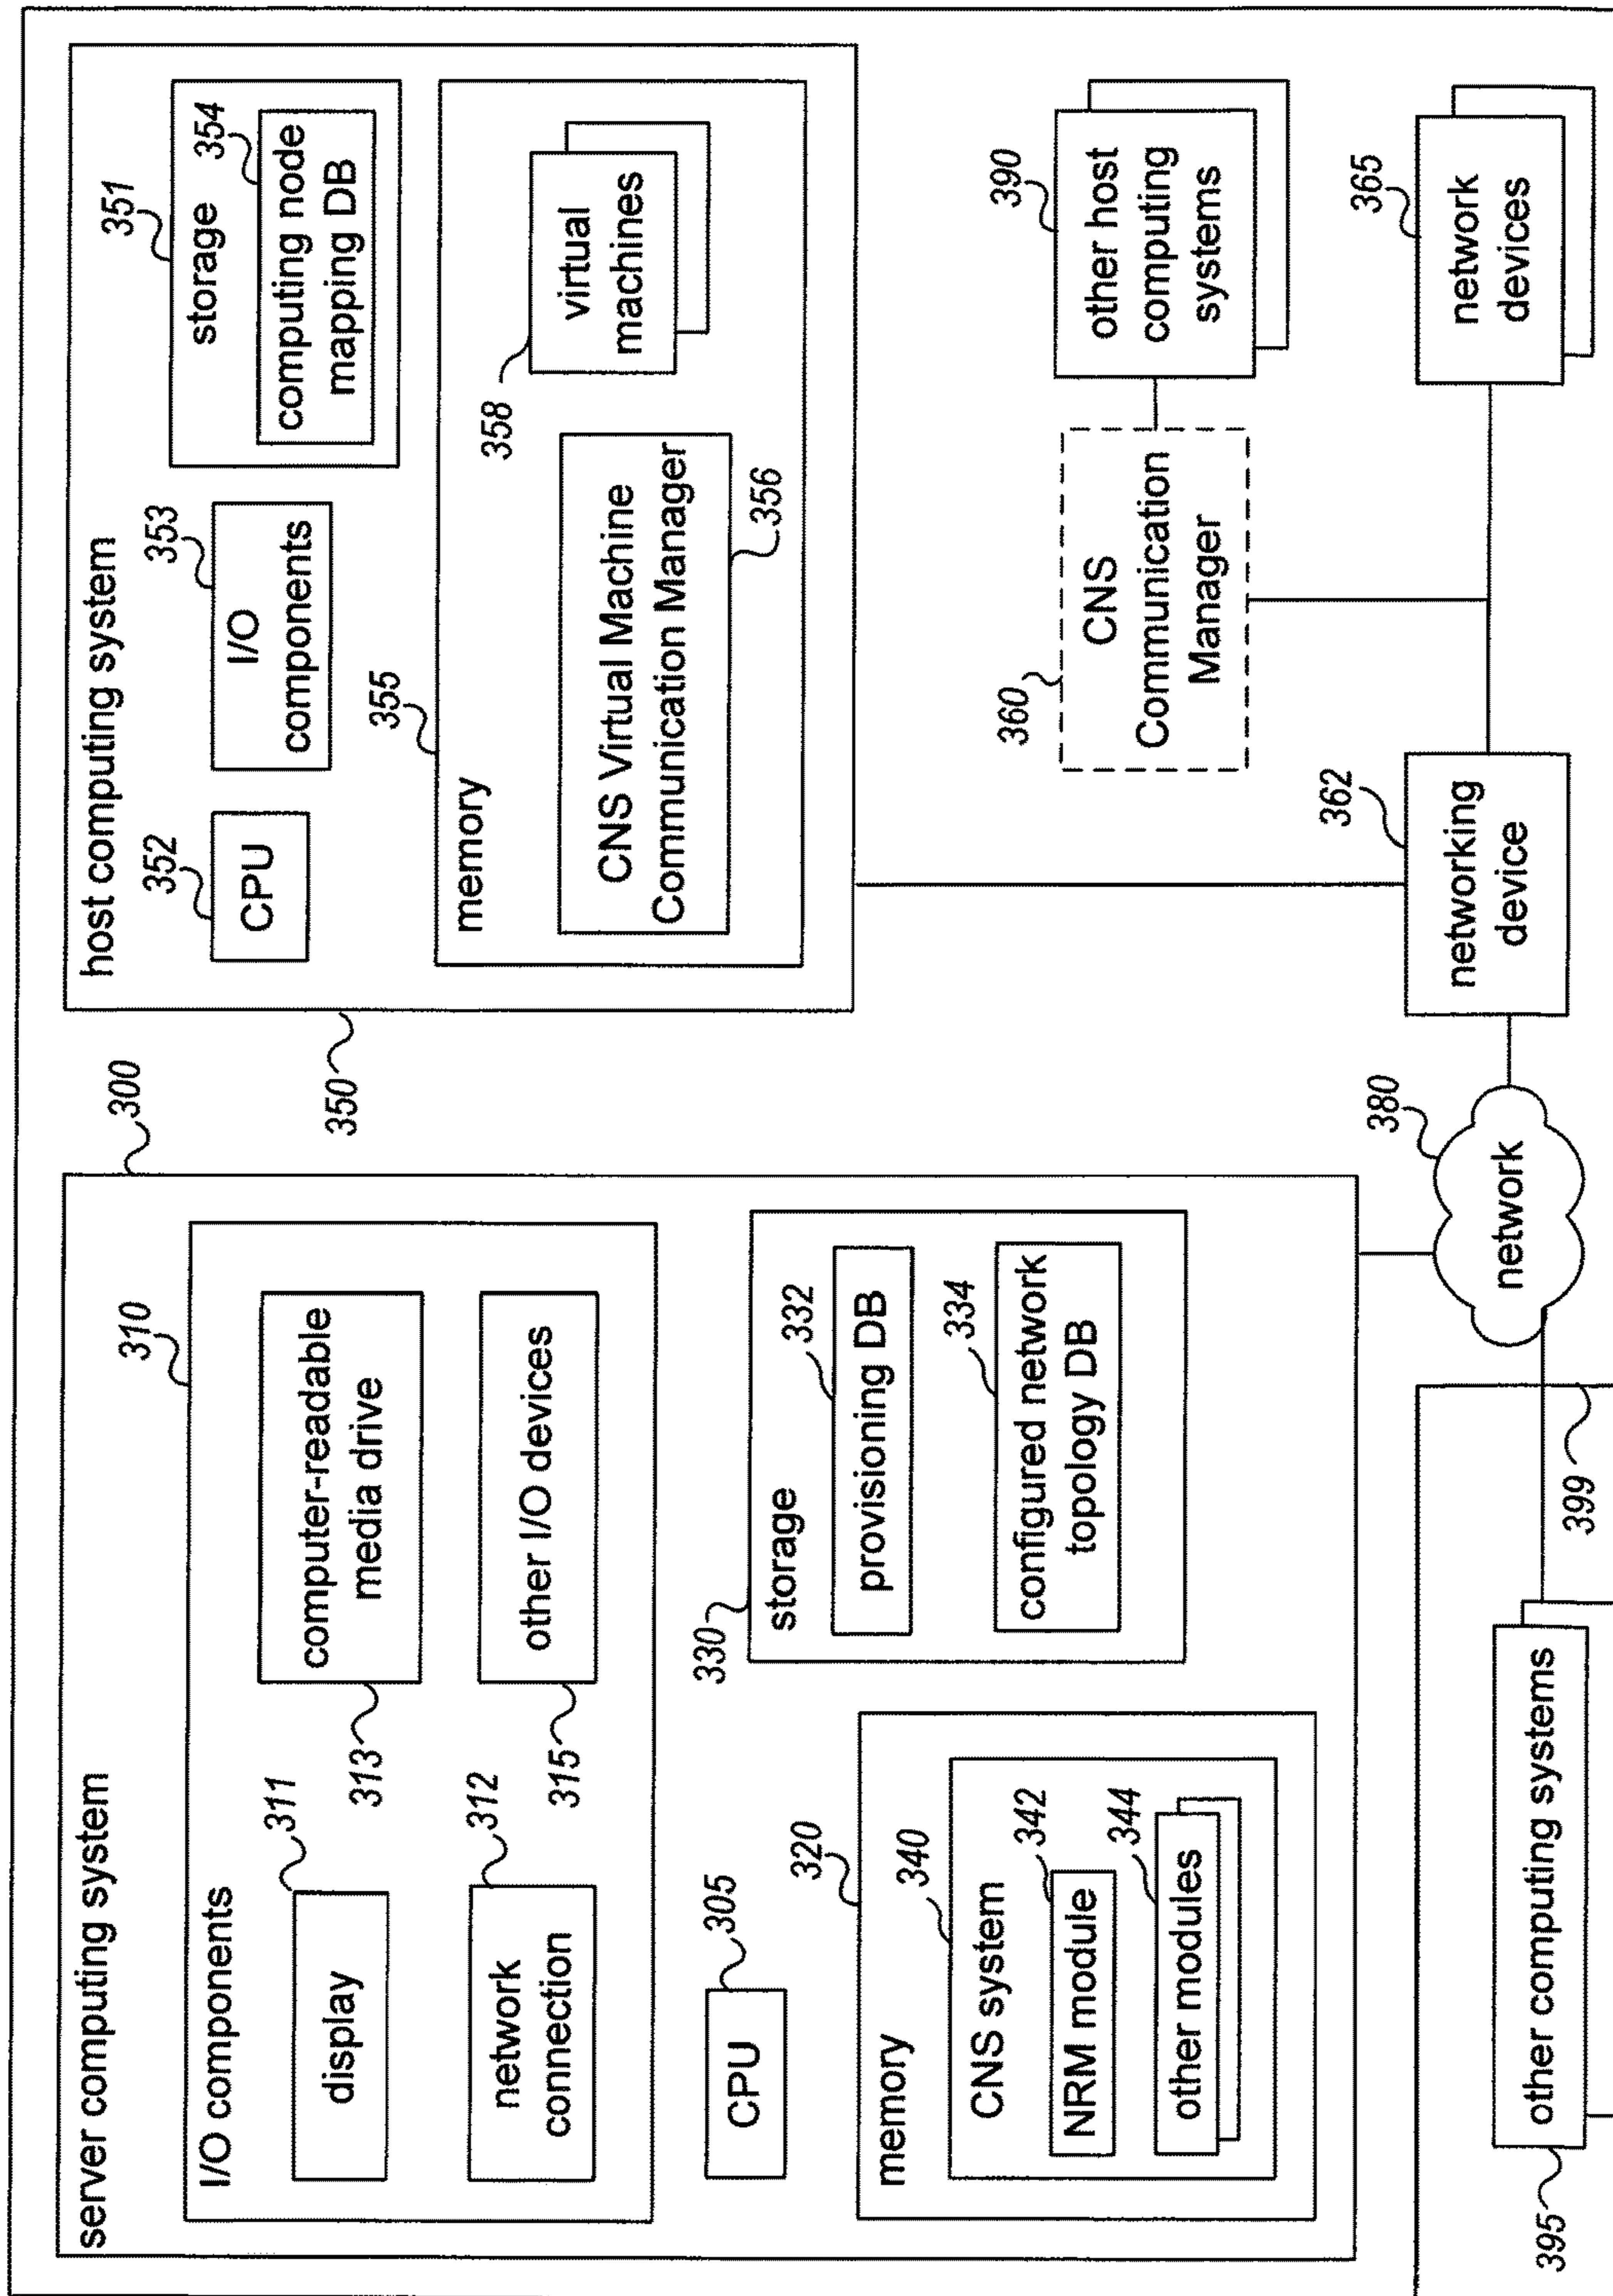 server computing system
300
I/O components
310
display
311
computer-readable
media drive
313
network
connection
312
other I/O devices
315
CPU
305
memory
320
CNS system
340
NRM module
342
other modules
344
storage
330
provisioning DB
332
configured network
topology DB
334
host computing system
350
CPU
352
I/O
components
353
storage
351
computing node
mapping DB
354
memory
355
CNS Virtual Machine
Communication Manager
356
virtual
machines
358
CNS
Communication
Manager
360
other host
computing
systems
390
networking
device
362
network
devices
365
network
380
other computing systems
395
399